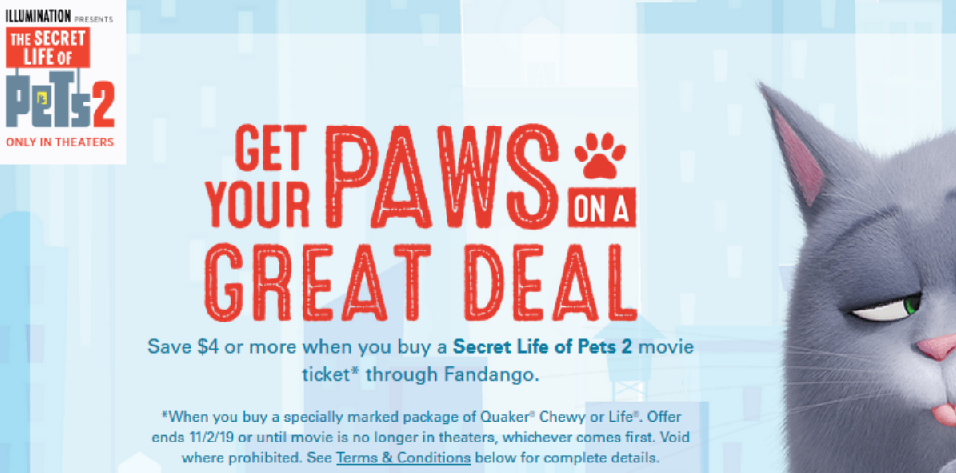 ILLUMINATION PRESENTS
THE SECRET
LIFE OF
PETS 2
ONLY IN THEATERS
GET
YOUR PAWS ON A
GREAT DEAL
Save $4 or more when you buy a Secret Life of Pets 2 movie
ticket* through Fandango.
*When you buy a specially marked package of Quaker® Chewy or Life®. Offer
ends 11/2/19 or until movie is no longer in theaters, whichever comes first. Void
where prohibited. See Terms & Conditions below for complete details.